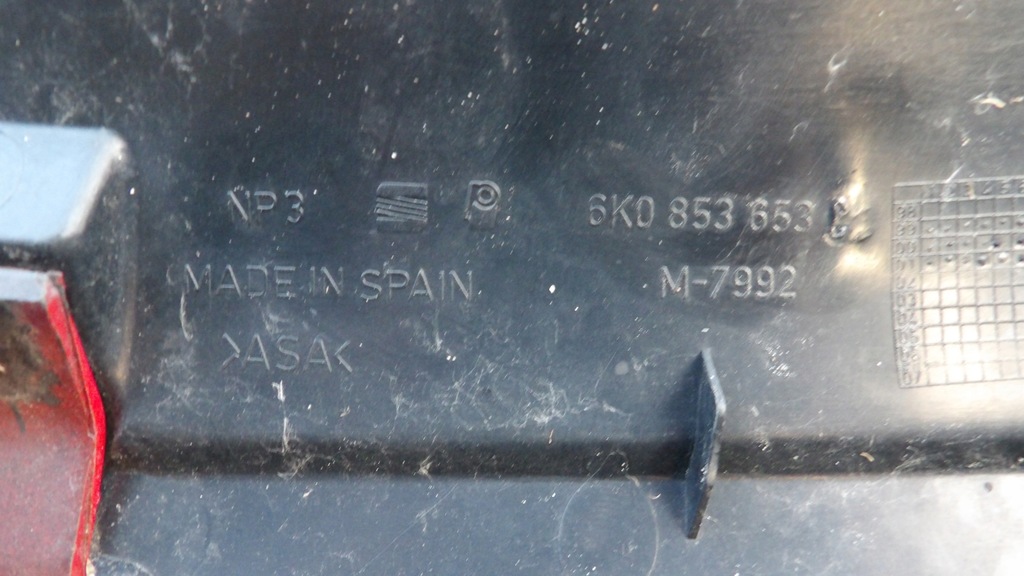 NP3 6K0 853 653
MADE IN SPAIN M-7992
>ASA<